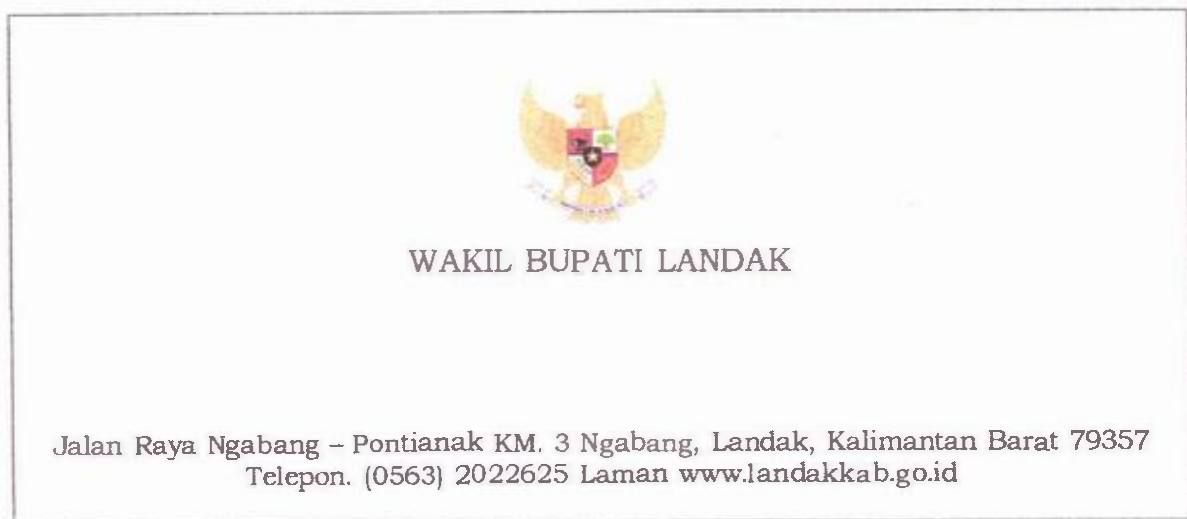 WAKIL BUPATI LANDAK
Jalan Raya Ngabang – Pontianak KM. 3 Ngabang, Landak, Kalimantan Barat 79357
Telepon. (0563) 2022625 Laman www.landakkab.go.id